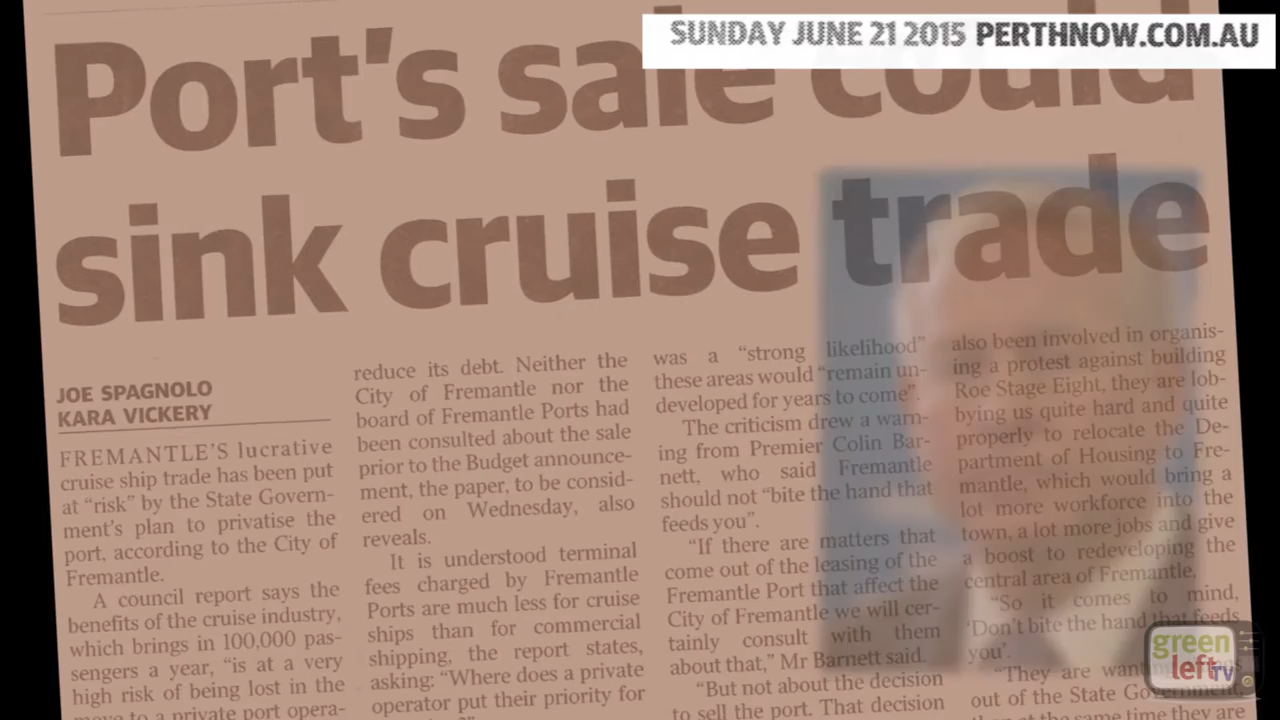 SUNDAY JUNE 21 2015 PERTHNOW.COM.AU
Port's sale could
sink cruise trade
JOE SPAGNOLO
KARA VICKERY
FREMANTLE'S lucrative
cruise ship trade has been put
at “risk” by the State Govern-
ment's plan to privatise the
port, according to the City of
Fremantle.
A council report says the
benefits of the cruise industry,
which brings in 100,000 pas-
sengers a year, “is at a very
high risk of being lost in the
move to a private port opera-
reduce its debt. Neither the
City of Fremantle nor the
board of Fremantle Ports had
been consulted about the sale
prior to the Budget announce-
ment, the paper, to be consid-
ered on Wednesday, also
reveals.
It is understood terminal
fees charged by Fremantle
Ports are much less for cruise
ships than for commercial
shipping, the report states,
asking: “Where does a private
operator put their priority for
was a “strong likelihood”
these areas would “remain un-
developed for years to come”.
The criticism drew a warn-
ing from Premier Colin Bar-
nett, who said Fremantle
should not “bite the hand that
feeds you”.
“If there are matters that
come out of the leasing of the
Fremantle Port that affect the
City of Fremantle we will cer-
tainly consult with them
about that,” Mr Barnett said.
“But not about the decision
to sell the port. That decision
also been involved in organis-
ing a protest against building
Roe Stage Eight, they are lob-
bying us quite hard and quite
properly to relocate the De-
partment of Housing to Fre-
mantle, which would bring a
lot more workforce into the
town, a lot more jobs and give
a boost to redeveloping the
central area of Fremantle.
“So it comes to mind,
‘Don't bite the hand that feeds
you’.
“They are wanting things
out of the State Government,
same time they are
green
left TV